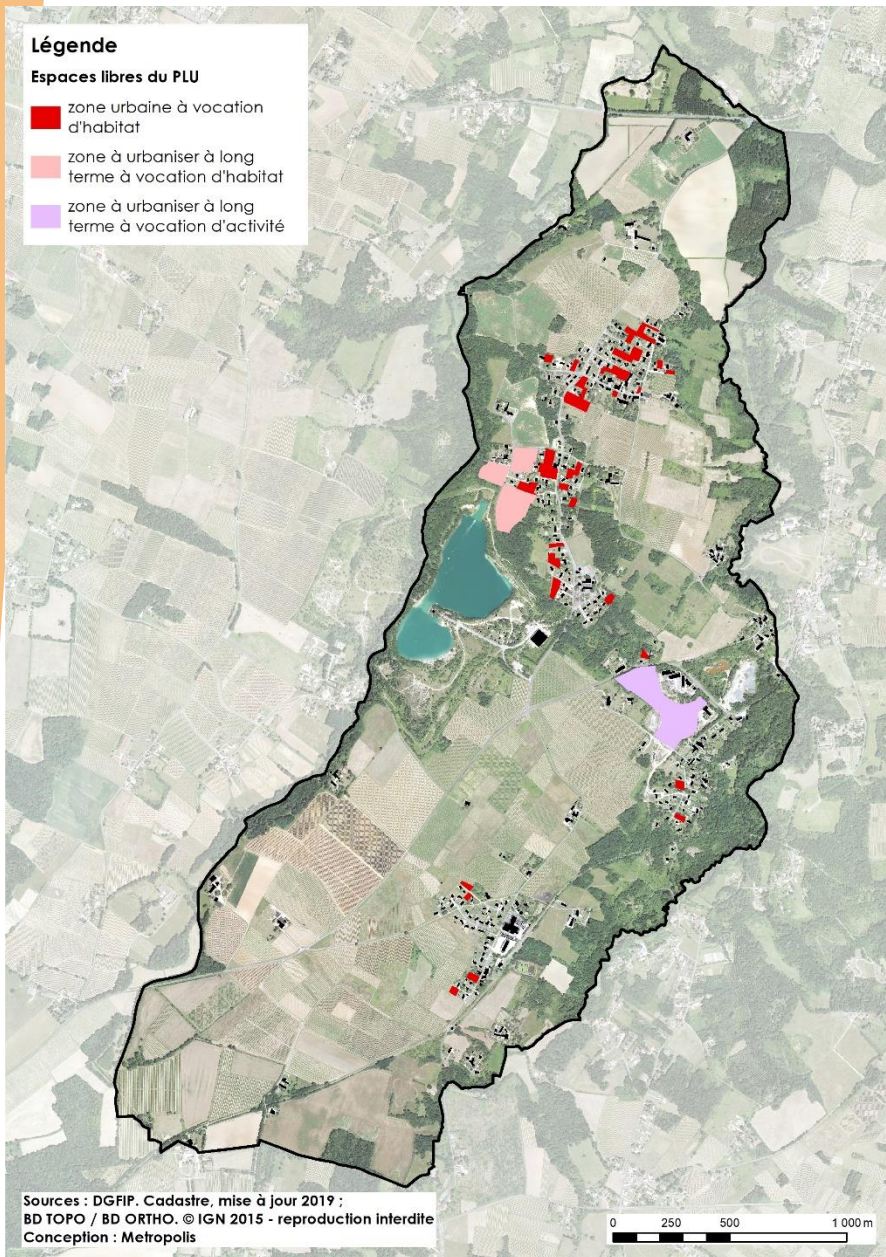 Légende
Espaces libres du PLU
zone urbaine à vocation
d'habitat
zone à urbaniser à long
terme à vocation d'habitat
zone à urbaniser à long
terme à vocation d'activité
Sources : DGFIP. Cadastre, mise à jour 2019 ;
BD TOPO / BD ORTHO. © IGN 2015 - reproduction interdite
Conception : Metropolis
0 250 500 1 000 m